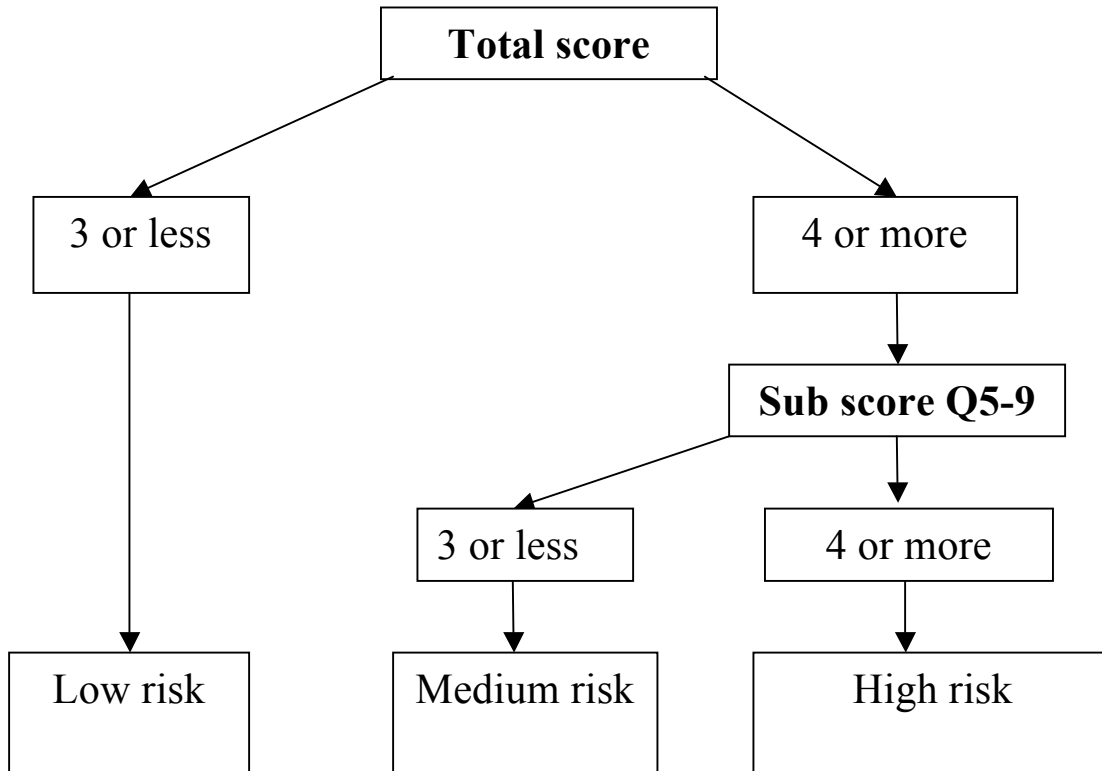 Total score
3 or less
4 or more
Sub score Q5-9
3 or less
4 or more
Low risk
Medium risk
High risk